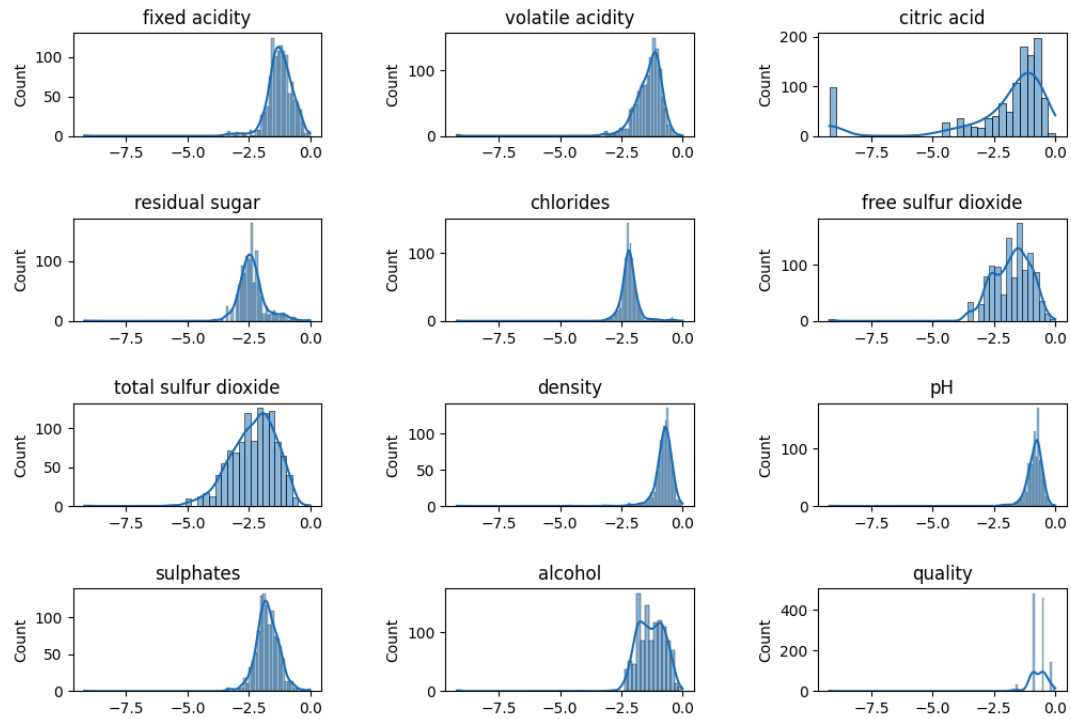 fixed acidity
Count
100
50
0
−7.5 −5.0 −2.5 0.0
volatile acidity
Count
100
0
−7.5 −5.0 −2.5 0.0
citric acid
Count
200
100
0
−7.5 −5.0 −2.5 0.0
residual sugar
Count
100
0
−7.5 −5.0 −2.5 0.0
chlorides
Count
100
0
−7.5 −5.0 −2.5 0.0
free sulfur dioxide
Count
100
0
−7.5 −5.0 −2.5 0.0
total sulfur dioxide
Count
100
50
0
−7.5 −5.0 −2.5 0.0
density
Count
100
50
0
−7.5 −5.0 −2.5 0.0
pH
Count
100
0
−7.5 −5.0 −2.5 0.0
sulphates
Count
100
0
−7.5 −5.0 −2.5 0.0
alcohol
Count
100
0
−7.5 −5.0 −2.5 0.0
quality
Count
400
200
0
−7.5 −5.0 −2.5 0.0